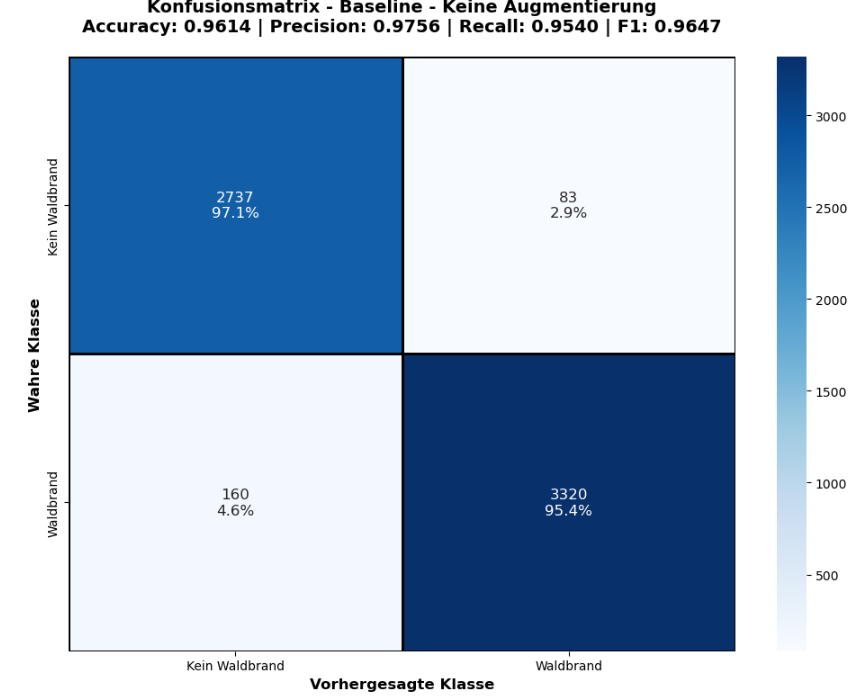 Konfusionsmatrix - Baseline - Keine Augmentierung
Accuracy: 0.9614 | Precision: 0.9756 | Recall: 0.9540 | F1: 0.9647
Wahre Klasse
Kein Waldbrand
2737
97.1%
83
2.9%
Waldbrand
160
4.6%
3320
95.4%
Kein Waldbrand
Waldbrand
Vorhergesagte Klasse
3000
2500
2000
1500
1000
500